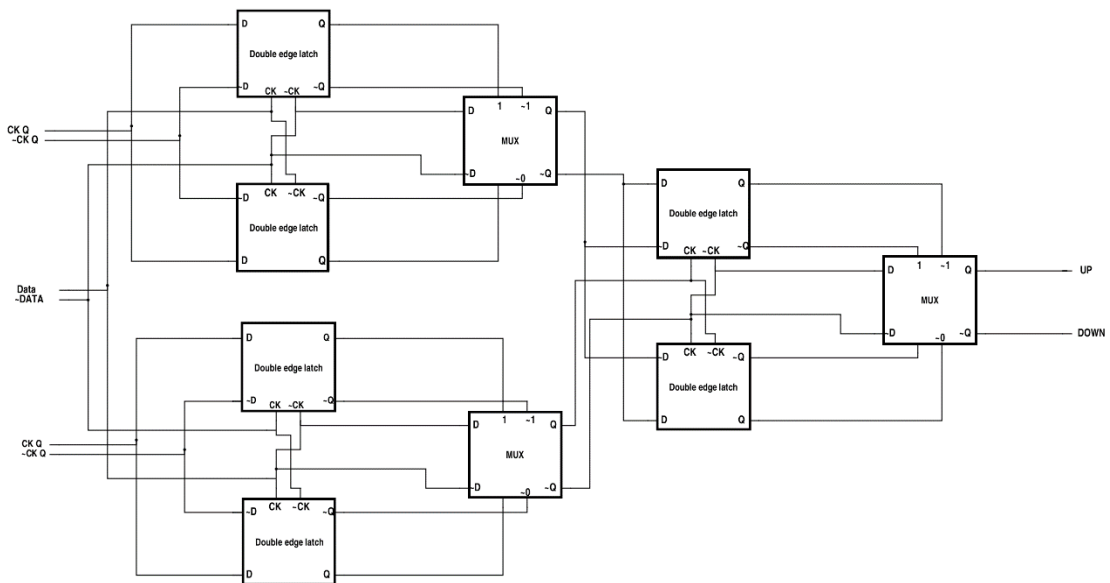 D Q
Double edge latch
~D ~Q
CK ~CK
D 1 ~1 Q
MUX
~D ~0 ~Q
CK Q
~CK Q
CK ~CK
~D ~Q
Double edge latch
D Q
D Q
Double edge latch
~D ~Q
CK ~CK
D 1 ~1 Q
MUX
~D ~0 ~Q
UP
DOWN
CK ~CK
~D ~Q
Double edge latch
D Q
Data
~DATA
D Q
Double edge latch
~D ~Q
CK ~CK
D 1 ~1 Q
MUX
~D ~0 ~Q
CK Q
~CK Q
CK ~CK
~D ~Q
Double edge latch
D Q